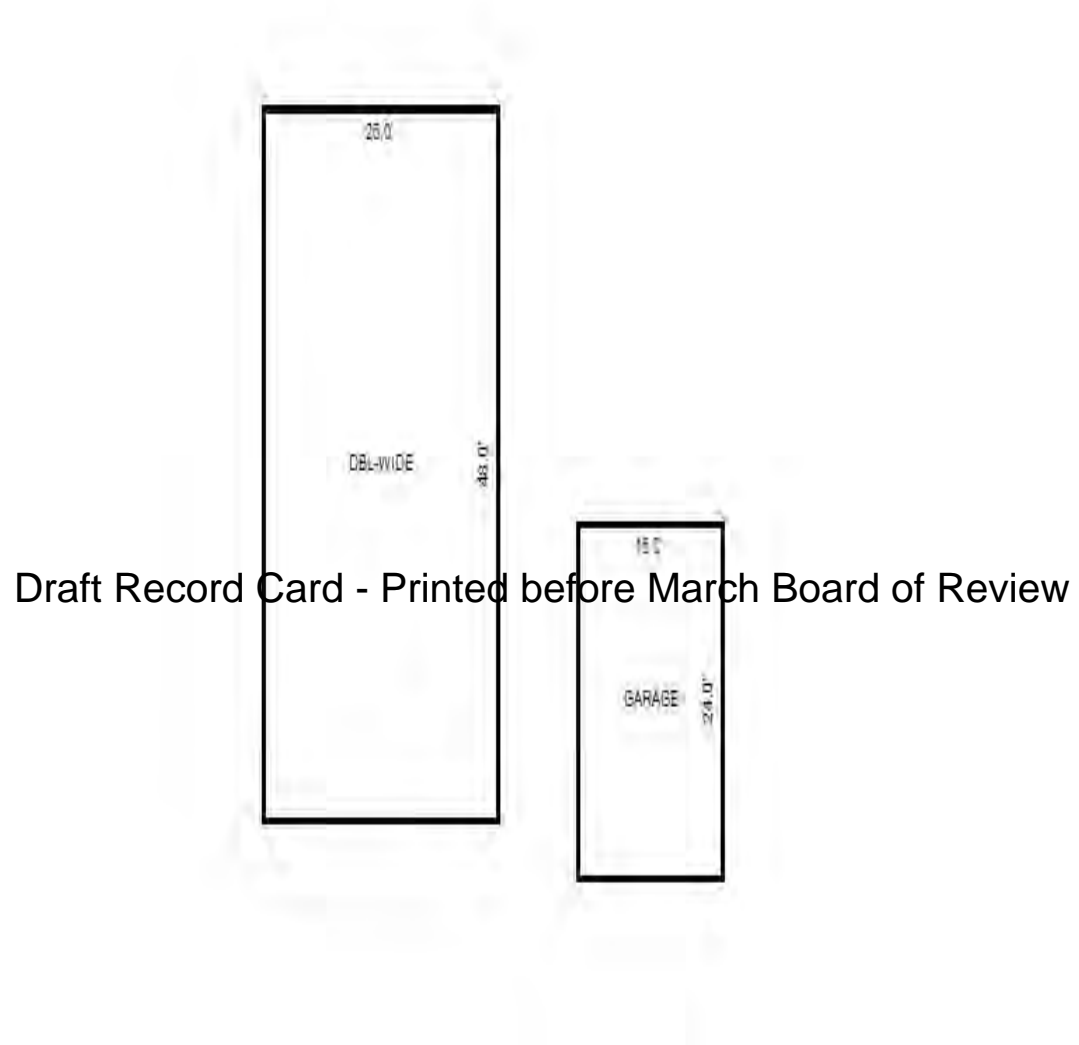 26.0'
DBL-WIDE
48.0'
16.0'
Draft Record Card - Printed before March Board of Review
GARAGE
24.0'